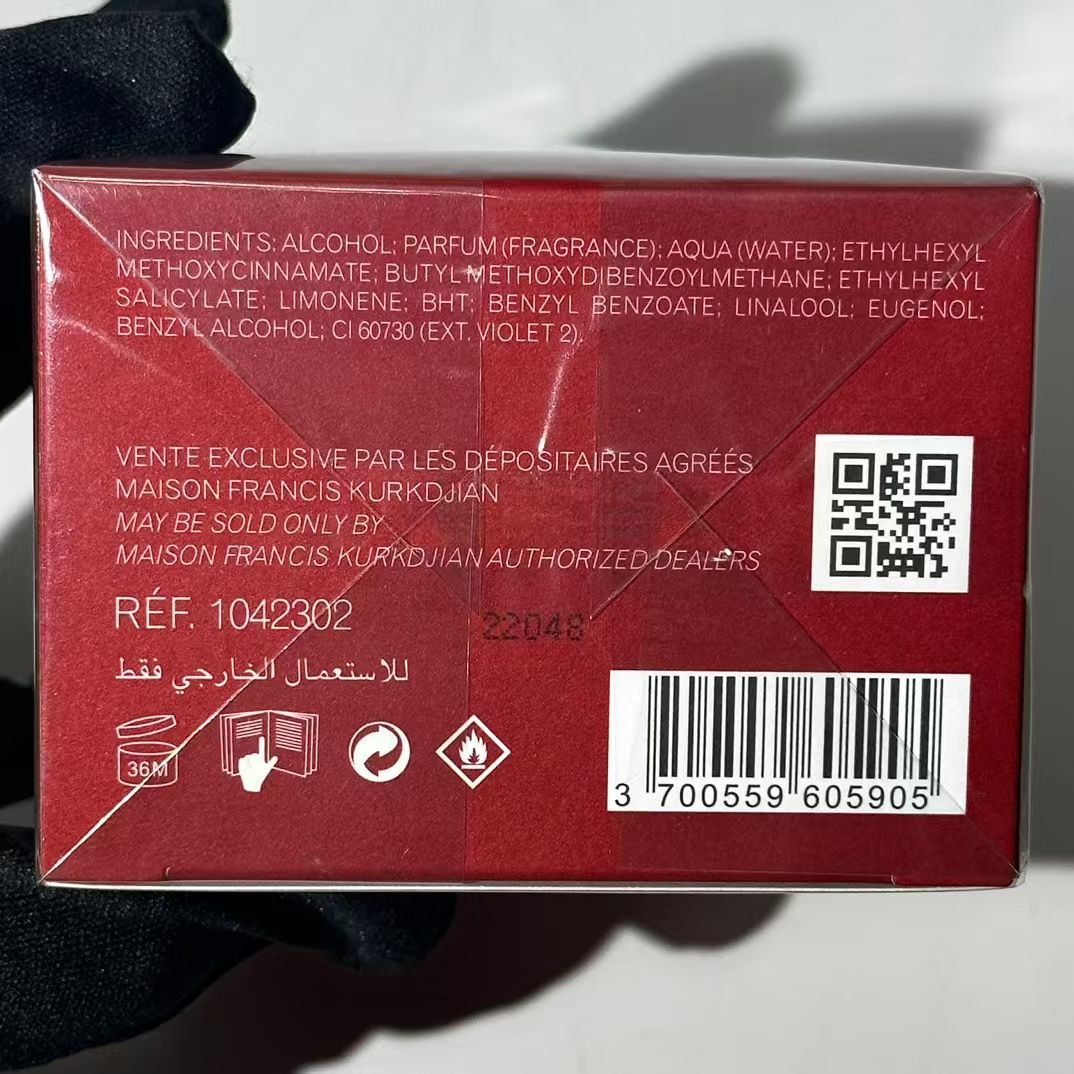 INGREDIENTS: ALCOHOL; PARFUM (FRAGRANCE); AQUA (WATER); ETHYLHEXYL
METHOXYCINNAMATE; BUTYL METHOXYDIBENZOYLMETHANE; ETHYLHEXYL
SALICYLATE; LIMONENE; BHT; BENZYL BENZOATE; LINALOOL; EUGENOL;
BENZYL ALCOHOL; CI 60730 (EXT. VIOLET 2).
VENTE EXCLUSIVE PAR LES DÉPOSITAIRES AGRÉÉS
MAISON FRANCIS KURKDJIAN
MAY BE SOLD ONLY BY
MAISON FRANCIS KURKDJIAN AUTHORIZED DEALERS
RÉF. 1042302
22048
للاستعمال الخارجي فقط
36M
3 700559 605905